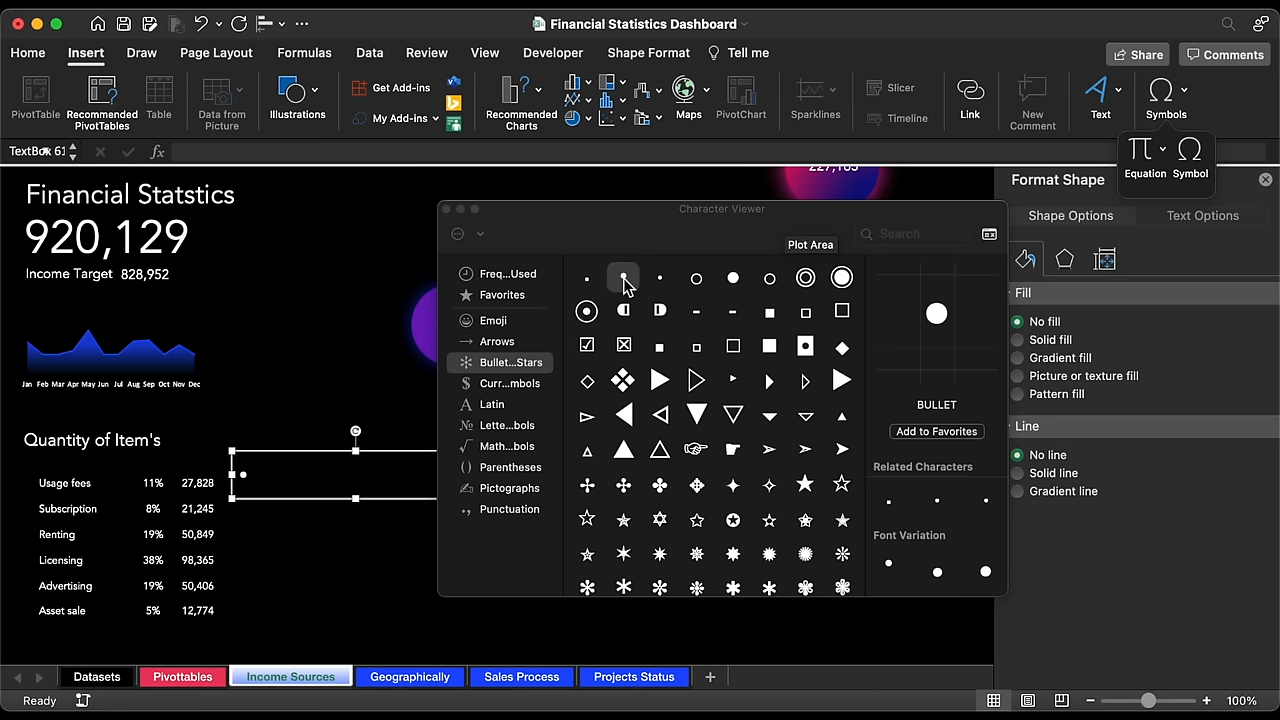 Financial Statistics Dashboard
Home Insert Draw Page Layout Formulas Data Review View Developer Shape Format Tell me Share Comments
PivotTable Recommended PivotTables Table Data from Picture Illustrations Get Add-ins My Add-ins Recommended Charts Maps PivotChart Sparklines Slicer Timeline Link New Comment Text Symbols
Equation Symbol
TextBox 61 fx
227,185
Financial Statstics
920,129
Income Target 828,952
Jan Feb Mar Apr May Jun Jul Aug Sep Oct Nov Dec
Quantity of Item's
Usage fees 11% 27,828
Subscription 8% 21,245
Renting 19% 50,849
Licensing 38% 98,365
Advertising 19% 50,406
Asset sale 5% 12,774
Character Viewer
Search
Plot Area
Freq...Used
Favorites
Emoji
Arrows
Bullet...Stars
Curr...mbols
Latin
Lette...bols
Math...bols
Parentheses
Pictographs
Punctuation
BULLET
Add to Favorites
Related Characters
Font Variation
Format Shape
Shape Options Text Options
Fill
No fill
Solid fill
Gradient fill
Picture or texture fill
Pattern fill
Line
No line
Solid line
Gradient line
Datasets Pivottables Income Sources Geographically Sales Process Projects Status
Ready 100%